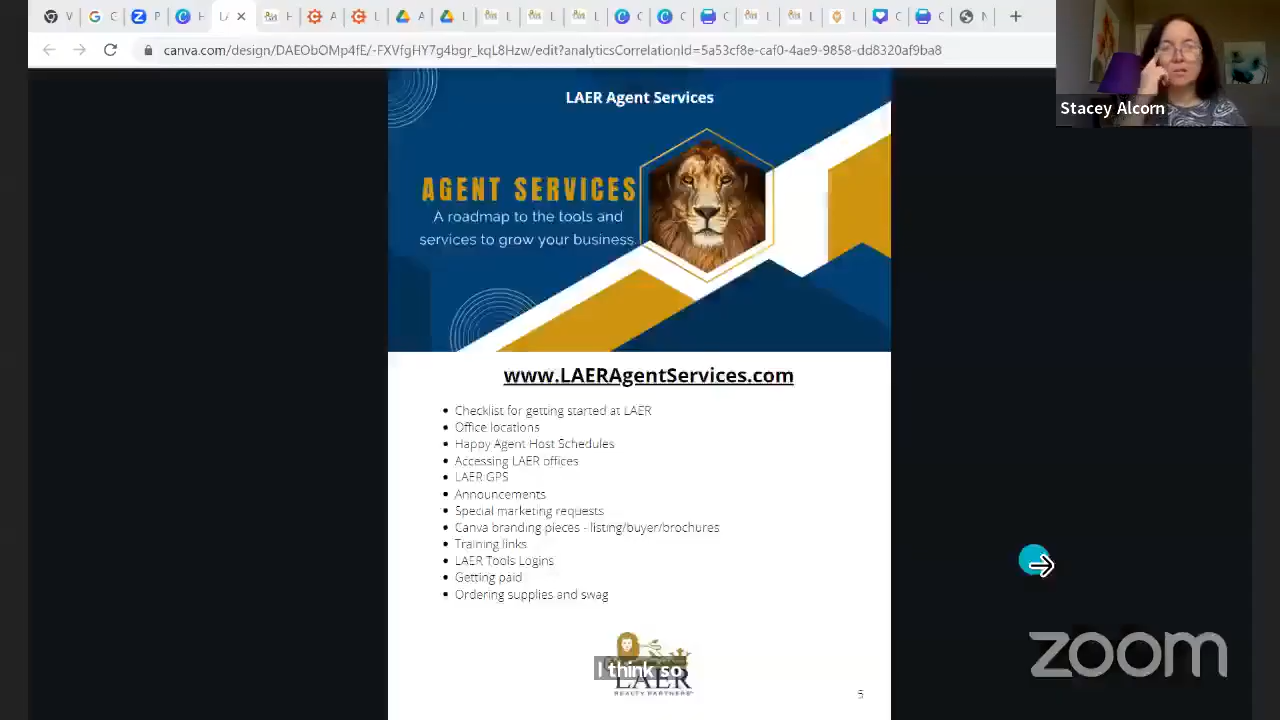 V
G
P
H
LA
H
A
L
A
L
L
L
L
C
C
C
L
L
L
C
C
N
canva.com/design/DAEObOMp4fE/-FXVfgHY7g4bgr_kqL8Hzw/edit?analyticsCorrelationId=5a53cf8e-caf0-4ae9-9858-dd8320af9ba8
Stacey Alcorn
LAER Agent Services
AGENT SERVICES
A roadmap to the tools and
services to grow your business.
www.LAERAgentServices.com
• Checklist for getting started at LAER
• Office locations
• Happy Agent Host Schedules
• Accessing LAER offices
• LAER GPS
• Announcements
• Special marketing requests
• Canva branding pieces - listing/buyer/brochures
• Training links
• LAER Tools Logins
• Getting paid
• Ordering supplies and swag
I think so
LAER
REALTY PARTNERS
5
zoom